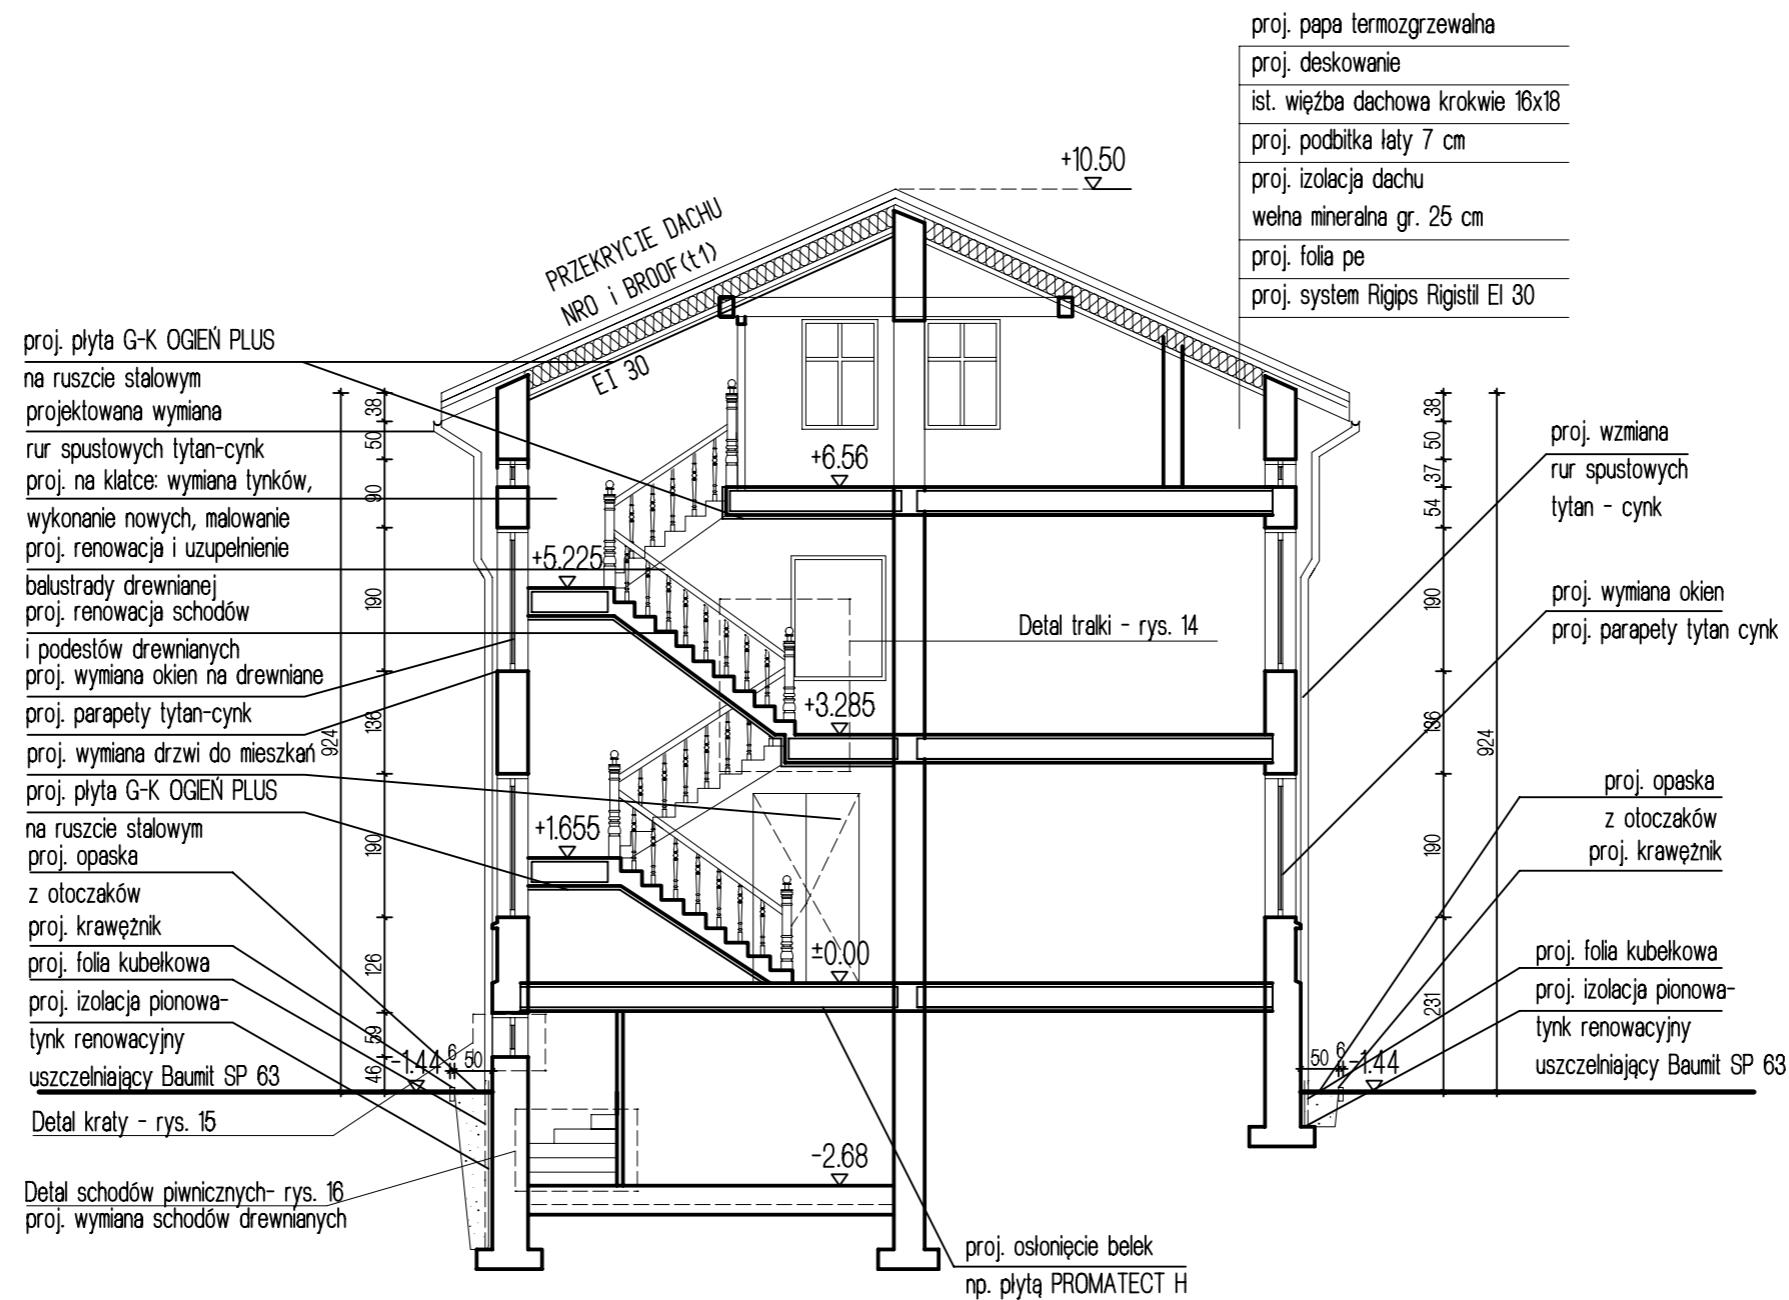 proj. papa termozgrzewalna
proj. deskowanie
ist. więźba dachowa krokwie 16x18
proj. podbitka łaty 7 cm
proj. izolacja dachu
wełna mineralna gr. 25 cm
proj. folia pe
proj. system Rigips Rigistil EI 30
+10.50
PRZEKRYCIE DACHU
NRO i BROOF(t1)
EI 30
proj. płyta G-K OGIEŃ PLUS
na ruszcie stalowym
projektowana wymiana
rur spustowych tytan-cynk
proj. na klatce: wymiana tynków,
wykonanie nowych, malowanie
proj. renowacja i uzupełnienie
balustrady drewnianej
proj. renowacja schodów
i podestów drewnianych
proj. wymiana okien na drewniane
proj. parapety tytan-cynk
proj. wymiana drzwi do mieszkań
proj. płyta G-K OGIEŃ PLUS
na ruszcie stalowym
proj. opaska
z otoczaków
proj. krawężnik
proj. folia kubełkowa
proj. izolacja pionowa-
tynk renowacyjny
uszczelniający Baumit SP 63
Detal kraty - rys. 15
Detal schodów piwnicznych- rys. 16
proj. wymiana schodów drewnianych
924
38
50
90
190
136
190
126
59
46
-1.44
6
50
+6.56
+5.225
Detal tralki - rys. 14
+3.285
+1.655
±0.00
-2.68
proj. osłonięcie belek
np. płytą PROMATECT H
38
50
37
54
190
136
190
231
924
50
6
-1.44
proj. wzmiana
rur spustowych
tytan - cynk
proj. wymiana okien
proj. parapety tytan cynk
proj. opaska
z otoczaków
proj. krawężnik
proj. folia kubełkowa
proj. izolacja pionowa-
tynk renowacyjny
uszczelniający Baumit SP 63